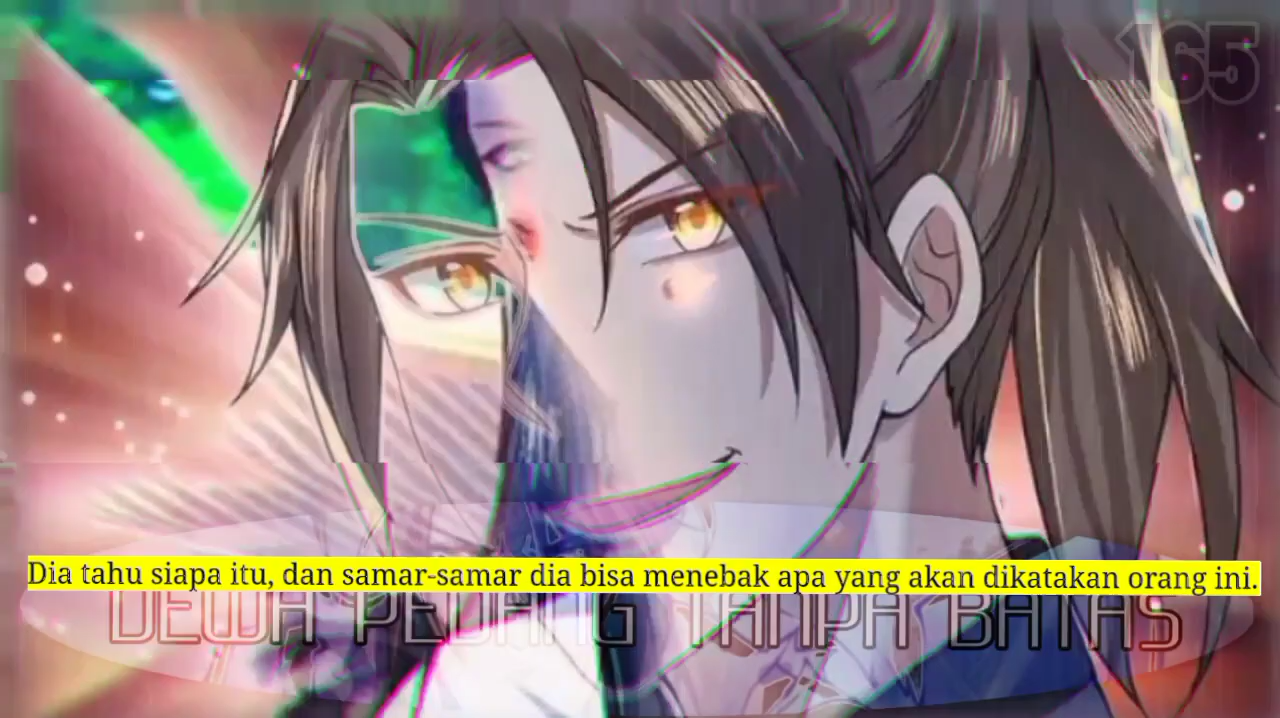 165
Dia tahu siapa itu, dan samar-samar dia bisa menebak apa yang akan dikatakan orang ini.
DEWA PEDANG TANPA BATAS